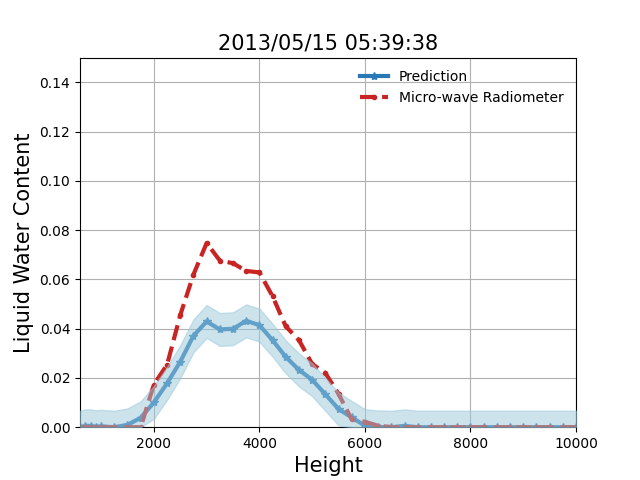 2013/05/15 05:39:38
Prediction
Micro-wave Radiometer
0.14
0.12
0.10
0.08
0.06
0.04
0.02
0.00
Liquid Water Content
2000 4000 6000 8000 10000
Height